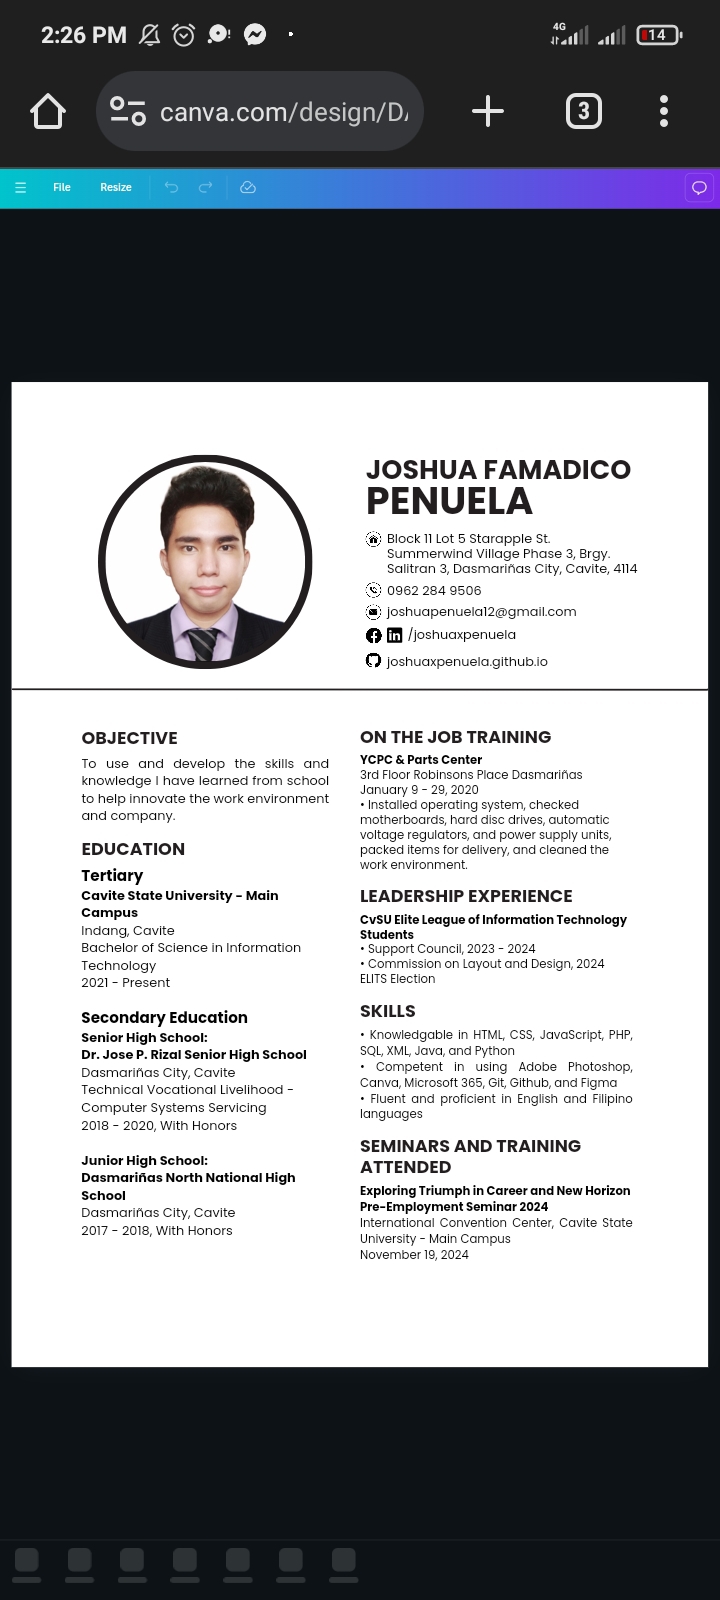 2:26 PM
4G
14
canva.com/design/DA
3
File
Resize
JOSHUA FAMADICO
PENUELA
Block 11 Lot 5 Starapple St.
Summerwind Village Phase 3, Brgy.
Salitran 3, Dasmariñas City, Cavite, 4114
0962 284 9506
joshuapenuela12@gmail.com
/joshuaxpenuela
joshuaxpenuela.github.io
OBJECTIVE
To use and develop the skills and
knowledge I have learned from school
to help innovate the work environment
and company.
EDUCATION
Tertiary
Cavite State University - Main
Campus
Indang, Cavite
Bachelor of Science in Information
Technology
2021 - Present
Secondary Education
Senior High School:
Dr. Jose P. Rizal Senior High School
Dasmariñas City, Cavite
Technical Vocational Livelihood -
Computer Systems Servicing
2018 - 2020, With Honors
Junior High School:
Dasmariñas North National High
School
Dasmariñas City, Cavite
2017 - 2018, With Honors
ON THE JOB TRAINING
YCPC & Parts Center
3rd Floor Robinsons Place Dasmariñas
January 9 - 29, 2020
• Installed operating system, checked
motherboards, hard disc drives, automatic
voltage regulators, and power supply units,
packed items for delivery, and cleaned the
work environment.
LEADERSHIP EXPERIENCE
CvSU Elite League of Information Technology
Students
• Support Council, 2023 - 2024
• Commission on Layout and Design, 2024
ELITS Election
SKILLS
• Knowledgable in HTML, CSS, JavaScript, PHP,
SQL, XML, Java, and Python
• Competent in using Adobe Photoshop,
Canva, Microsoft 365, Git, Github, and Figma
• Fluent and proficient in English and Filipino
languages
SEMINARS AND TRAINING
ATTENDED
Exploring Triumph in Career and New Horizon
Pre-Employment Seminar 2024
International Convention Center, Cavite State
University - Main Campus
November 19, 2024